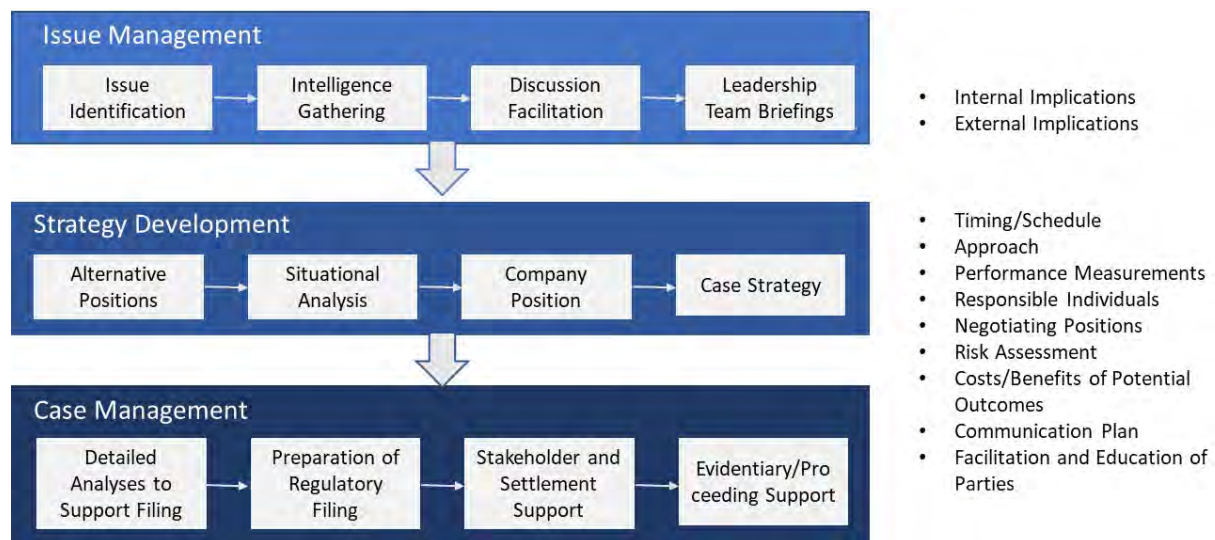 Issue Management
Issue
Identification
Intelligence
Gathering
Discussion
Facilitation
Leadership
Team Briefings
• Internal Implications
• External Implications
Strategy Development
Alternative
Positions
Situational
Analysis
Company
Position
Case Strategy
• Timing/Schedule
• Approach
• Performance Measurements
• Responsible Individuals
• Negotiating Positions
• Risk Assessment
• Costs/Benefits of Potential
Outcomes
• Communication Plan
• Facilitation and Education of
Parties
Case Management
Detailed
Analyses to
Support Filing
Preparation of
Regulatory
Filing
Stakeholder and
Settlement
Support
Evidentiary/Pro
ceeding Support